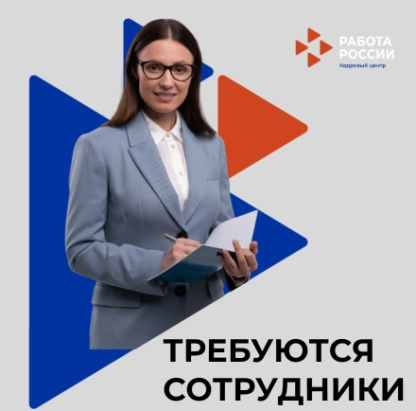 РАБОТА
РОССИИ
Кадровый центр
ТРЕБУЮТСЯ
СОТРУДНИКИ